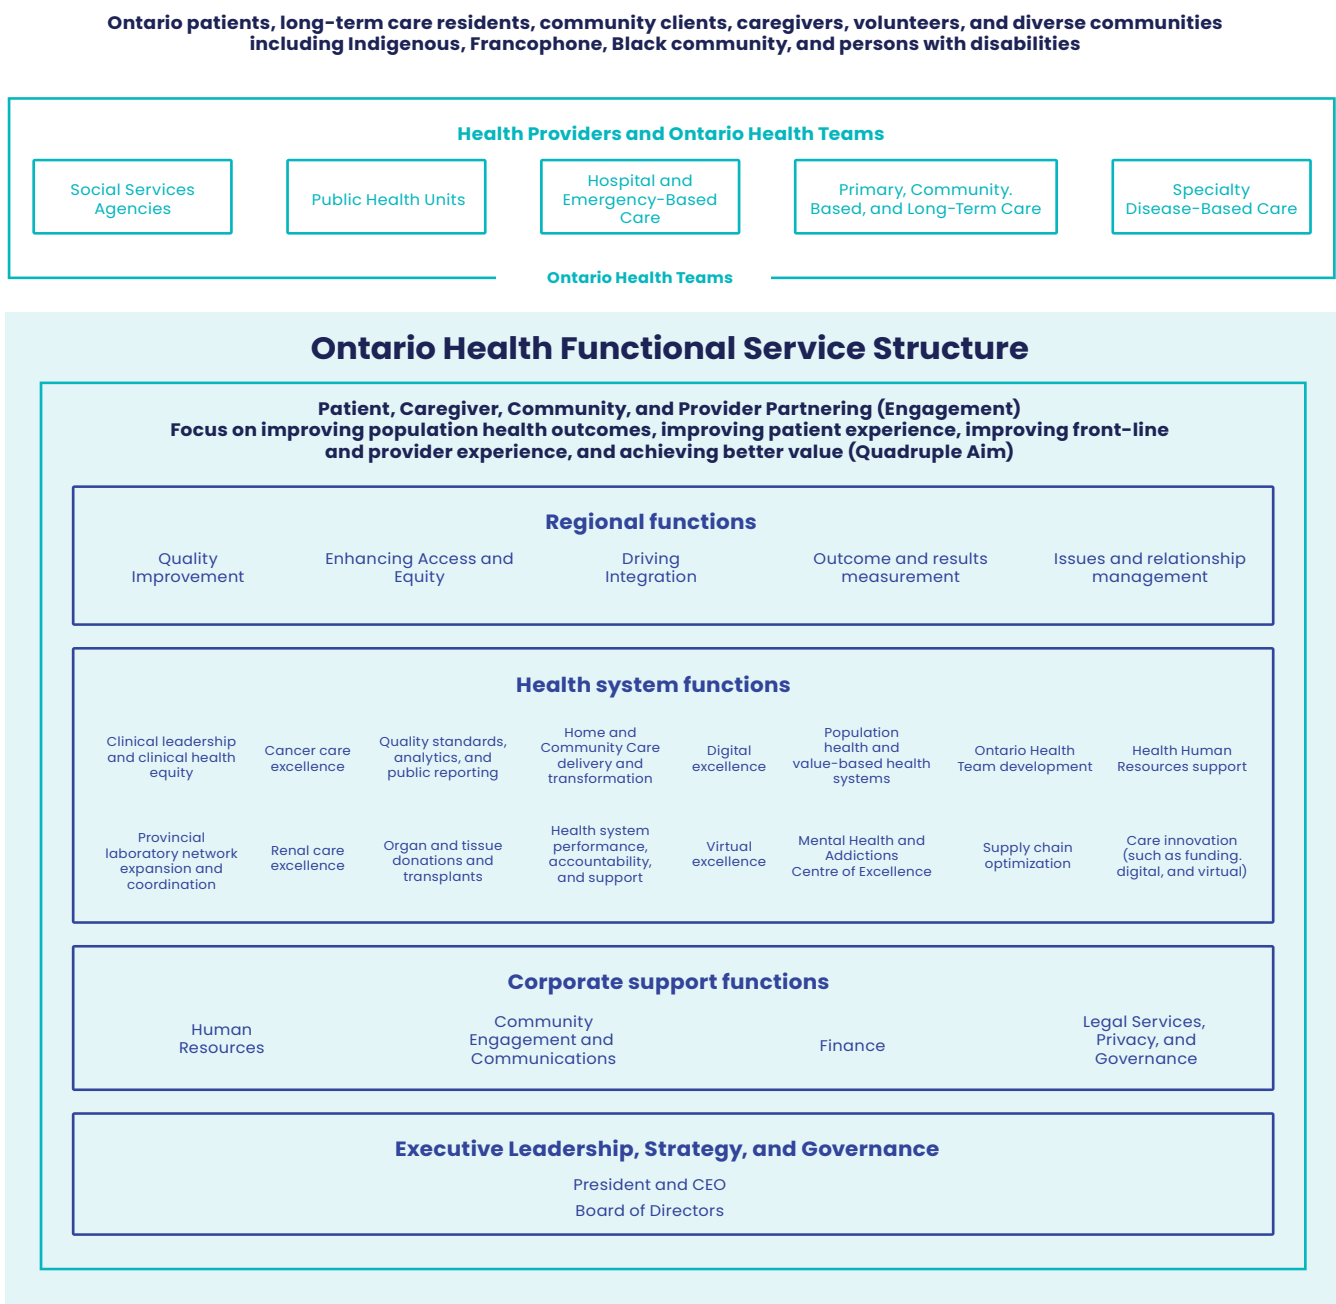 Ontario patients, long-term care residents, community clients, caregivers, volunteers, and diverse communities
including Indigenous, Francophone, Black community, and persons with disabilities
Health Providers and Ontario Health Teams
Social Services
Agencies
Public Health Units
Hospital and
Emergency-Based
Care
Primary, Community.
Based, and Long-Term Care
Specialty
Disease-Based Care
Ontario Health Teams
Ontario Health Functional Service Structure
Patient, Caregiver, Community, and Provider Partnering (Engagement)
Focus on improving population health outcomes, improving patient experience, improving front-line
and provider experience, and achieving better value (Quadruple Aim)
Regional functions
Quality
Improvement
Enhancing Access and
Equity
Driving
Integration
Outcome and results
measurement
Issues and relationship
management
Health system functions
Clinical leadership
and clinical health
equity
Cancer care
excellence
Quality standards,
analytics, and
public reporting
Home and
Community Care
delivery and
transformation
Digital
excellence
Population
health and
value-based health
systems
Ontario Health
Team development
Health Human
Resources support
Provincial
laboratory network
expansion and
coordination
Renal care
excellence
Organ and tissue
donations and
transplants
Health system
performance,
accountability,
and support
Virtual
excellence
Mental Health and
Addictions
Centre of Excellence
Supply chain
optimization
Care innovation
(such as funding.
digital, and virtual)
Corporate support functions
Human
Resources
Community
Engagement and
Communications
Finance
Legal Services,
Privacy, and
Governance
Executive Leadership, Strategy, and Governance
President and CEO
Board of Directors